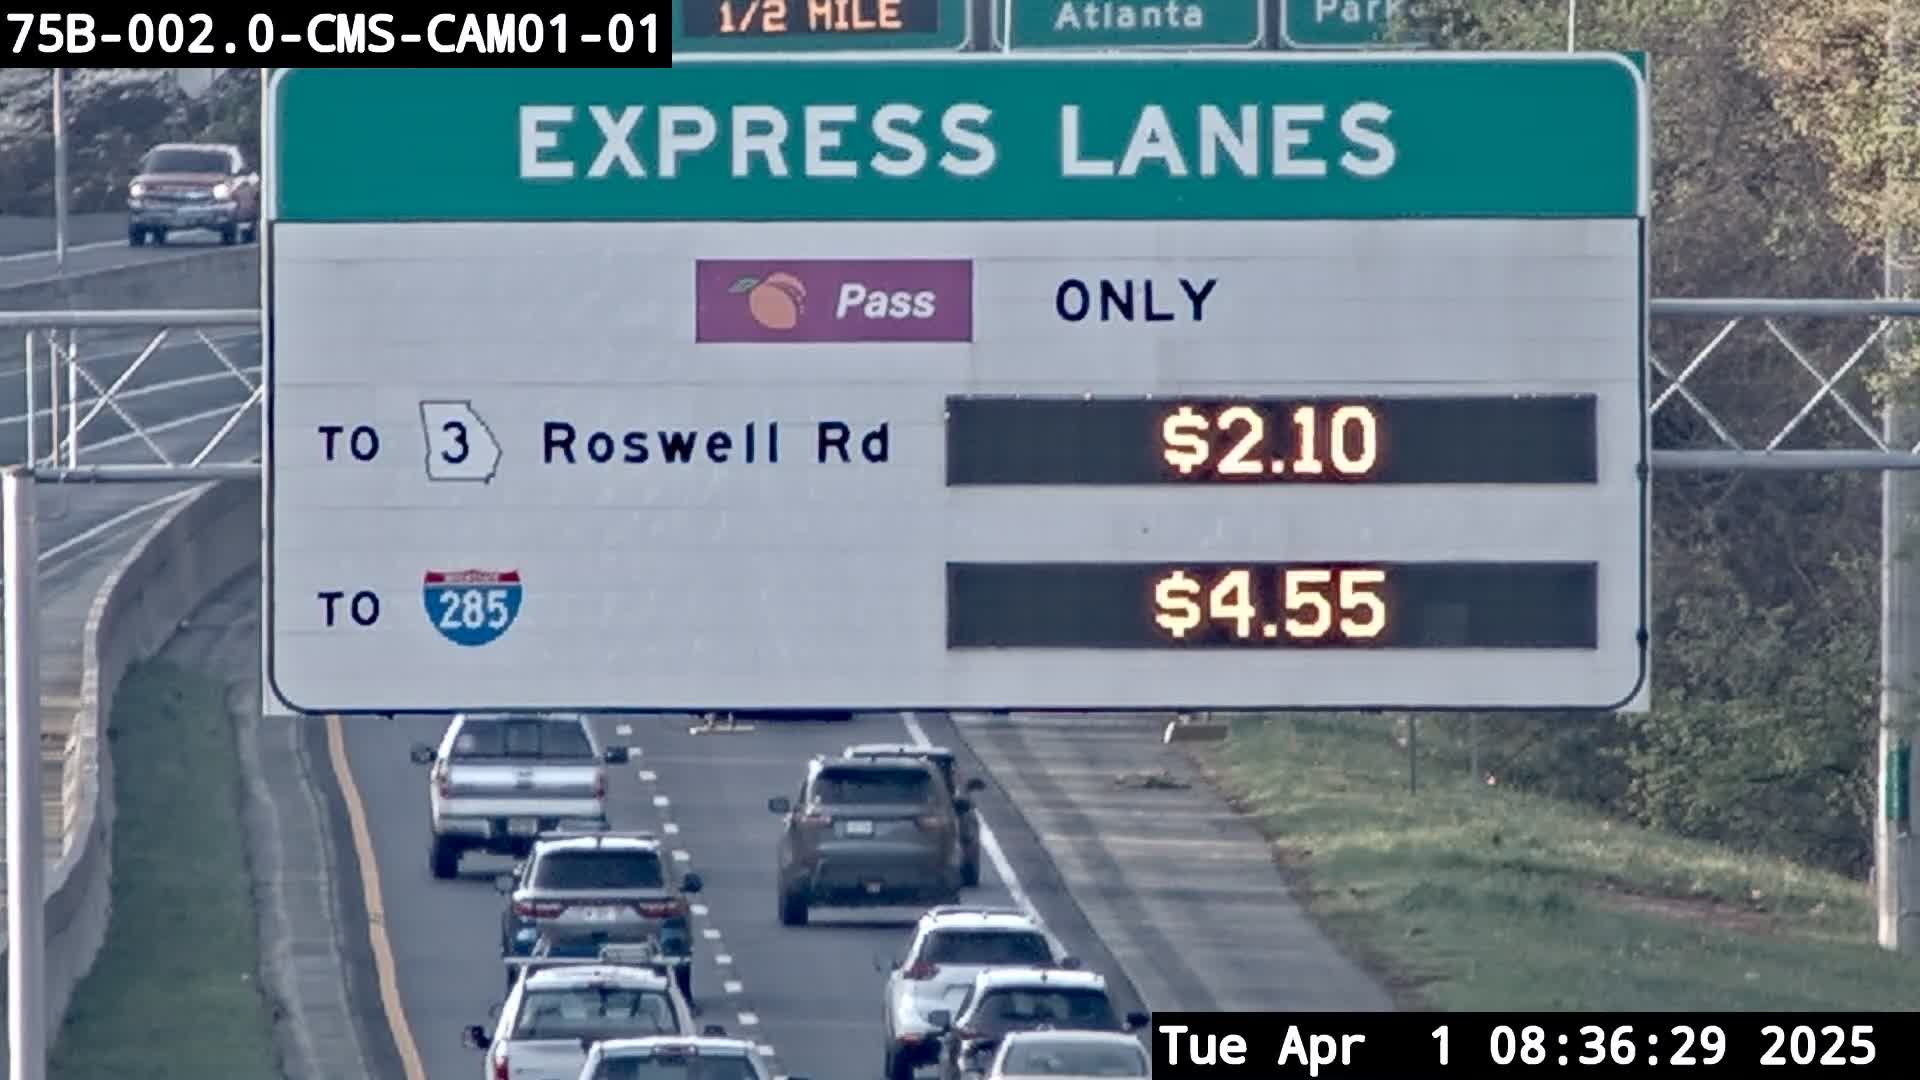 75B-002.0-CMS-CAM01-01
1/2 MILE
Atlanta
EXPRESS LANES
Pass ONLY
TO 3 Roswell Rd $2.10
TO 285 $4.55
Tue Apr 1 08:36:29 2025